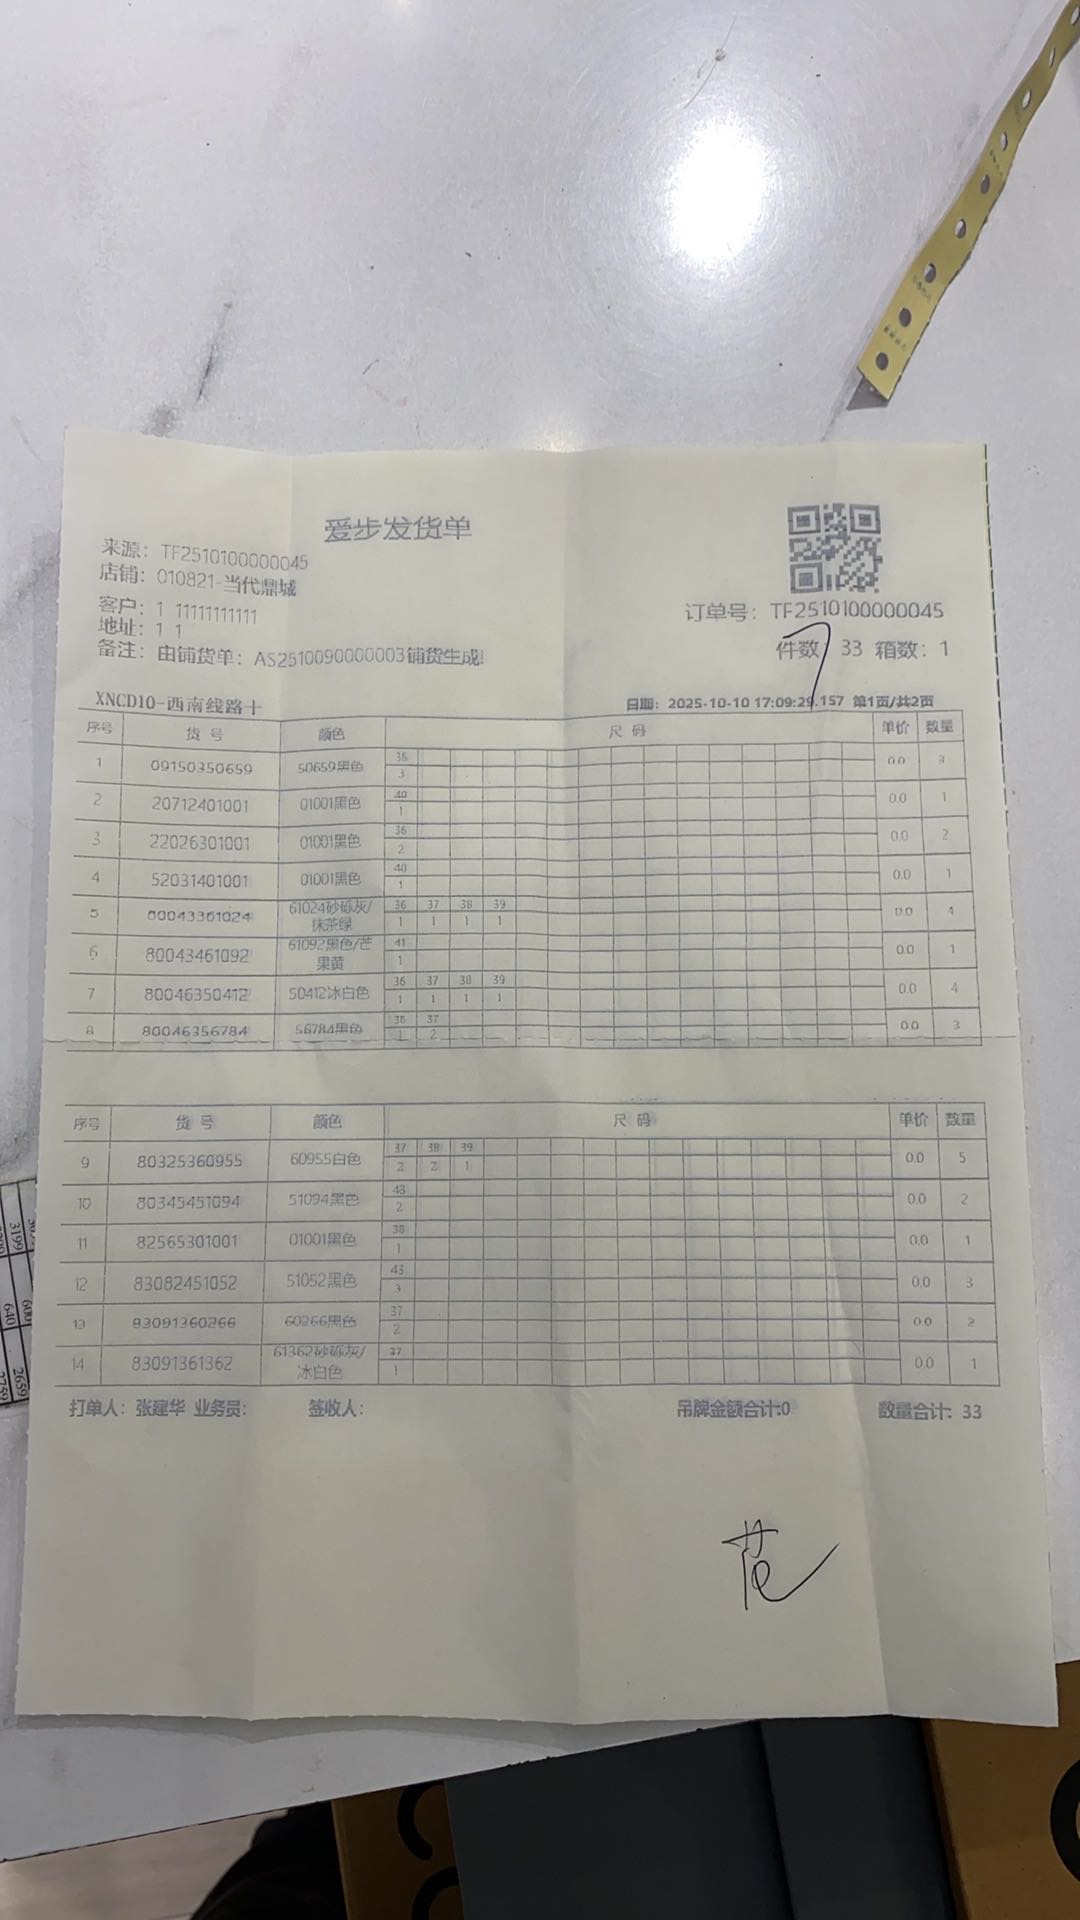 爱步发货单
来源：TF2510100000045
店铺：010821-当代鼎城
客户：1 11111111111
地址：1 1
备注：由铺货单：AS2510090000003铺货生成!
订单号：TF2510100000045
件数 33 箱数：1
XNCD10-西南线路十
日期：2025-10-10 17:09:29.157 第1页/共2页
序号 货 号 颜色 尺 码 单价 数量
1 09150350659 50659黑色 36 3 0.0 3
2 20712401001 01001黑色 40 1 0.0 1
3 22026301001 01001黑色 36 2 0.0 2
4 52031401001 01001黑色 40 1 0.0 1
5 80043361024 61024砂砾灰/抹茶绿 36 37 38 39 1 1 1 1 0.0 4
6 80043461092 61092黑色/芒果黄 41 1 0.0 1
7 80046350412 50412冰白色 36 37 38 39 1 1 1 1 0.0 4
8 80046356784 56784黑色 36 37 1 2 0.0 3
序号 货 号 颜色 尺 码 单价 数量
9 80325360955 60955白色 37 38 39 2 2 1 0.0 5
10 80345451094 51094黑色 43 2 0.0 2
11 82565301001 01001黑色 38 1 0.0 1
12 83082451052 51052黑色 43 3 0.0 3
13 83091360266 60266黑色 37 2 0.0 2
14 83091361362 61362砂砾灰/冰白色 37 1 0.0 1
打单人：张建华 业务员： 签收人： 吊牌金额合计:0 数量合计：33
3199
600
640
2659
2759